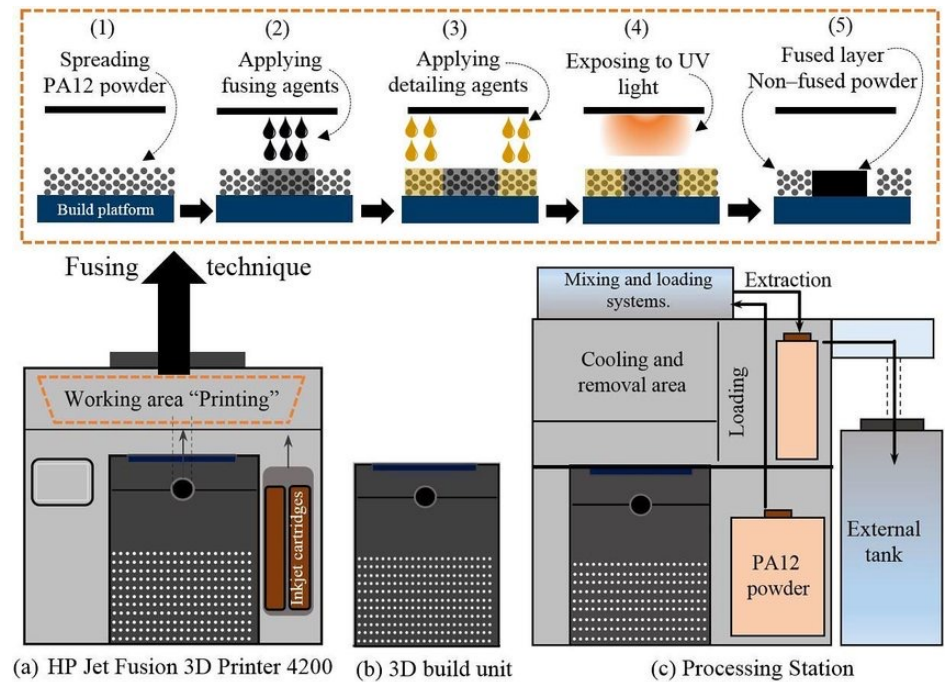 (1)
Spreading
PA12 powder
(2)
Applying
fusing agents
(3)
Applying
detailing agents
(4)
Exposing to UV
light
(5)
Fused layer
Non–fused powder
Build platform
Fusing technique
Working area “Printing”
Inkjet cartridges
Mixing and loading
systems.
Extraction
Cooling and
removal area
Loading
PA12
powder
External
tank
(a) HP Jet Fusion 3D Printer 4200
(b) 3D build unit
(c) Processing Station